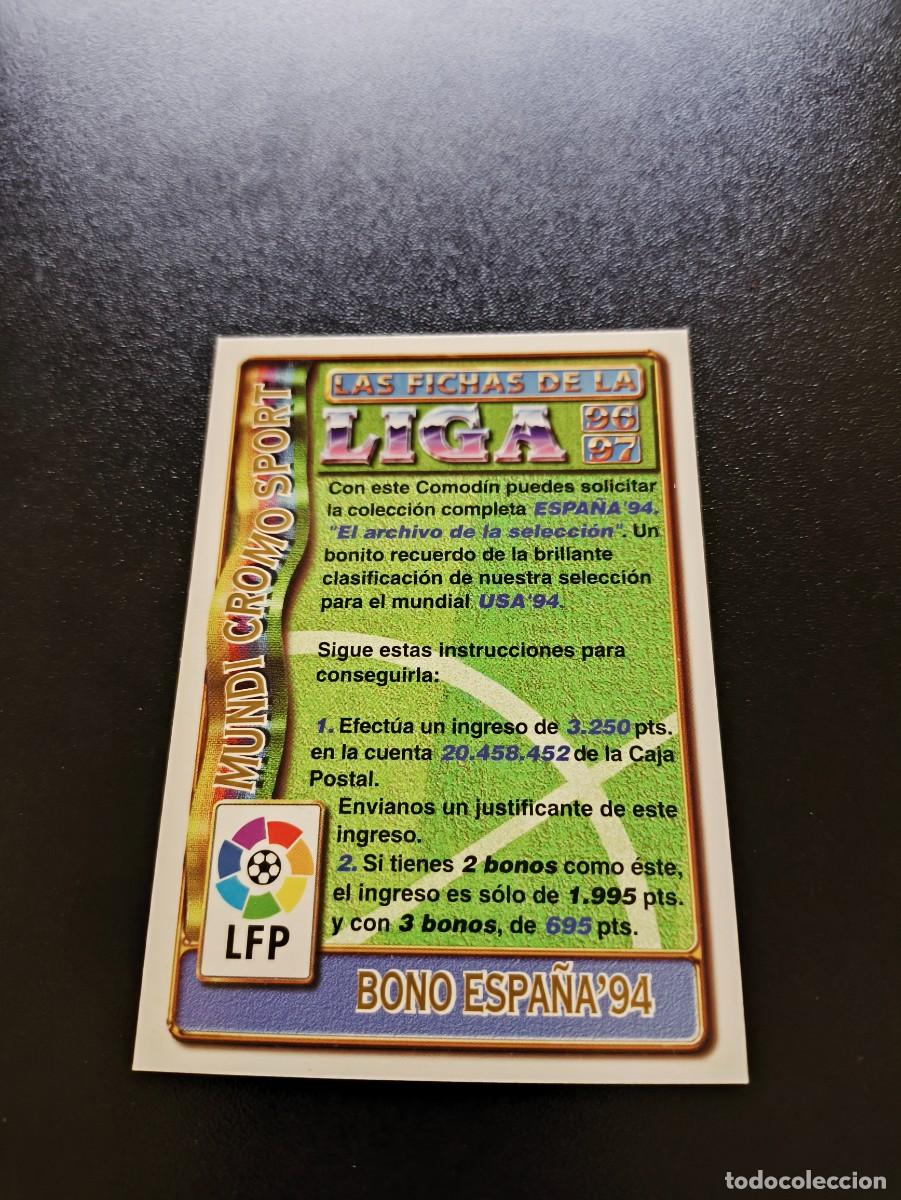 LAS FICHAS DE LA
LIGA
96
97
MUNDI CROMO SPORT
Con este Comodín puedes solicitar
la colección completa ESPAÑA'94.
"El archivo de la selección". Un
bonito recuerdo de la brillante
clasificación de nuestra selección
para el mundial USA'94.
Sigue estas instrucciones para
conseguirla:
1. Efectúa un ingreso de 3.250 pts.
en la cuenta 20.458.452 de la Caja
Postal.
Envianos un justificante de este
ingreso.
2. Si tienes 2 bonos como éste,
el ingreso es sólo de 1.995 pts.
y con 3 bonos, de 695 pts.
LFP
BONO ESPAÑA'94
todocoleccion